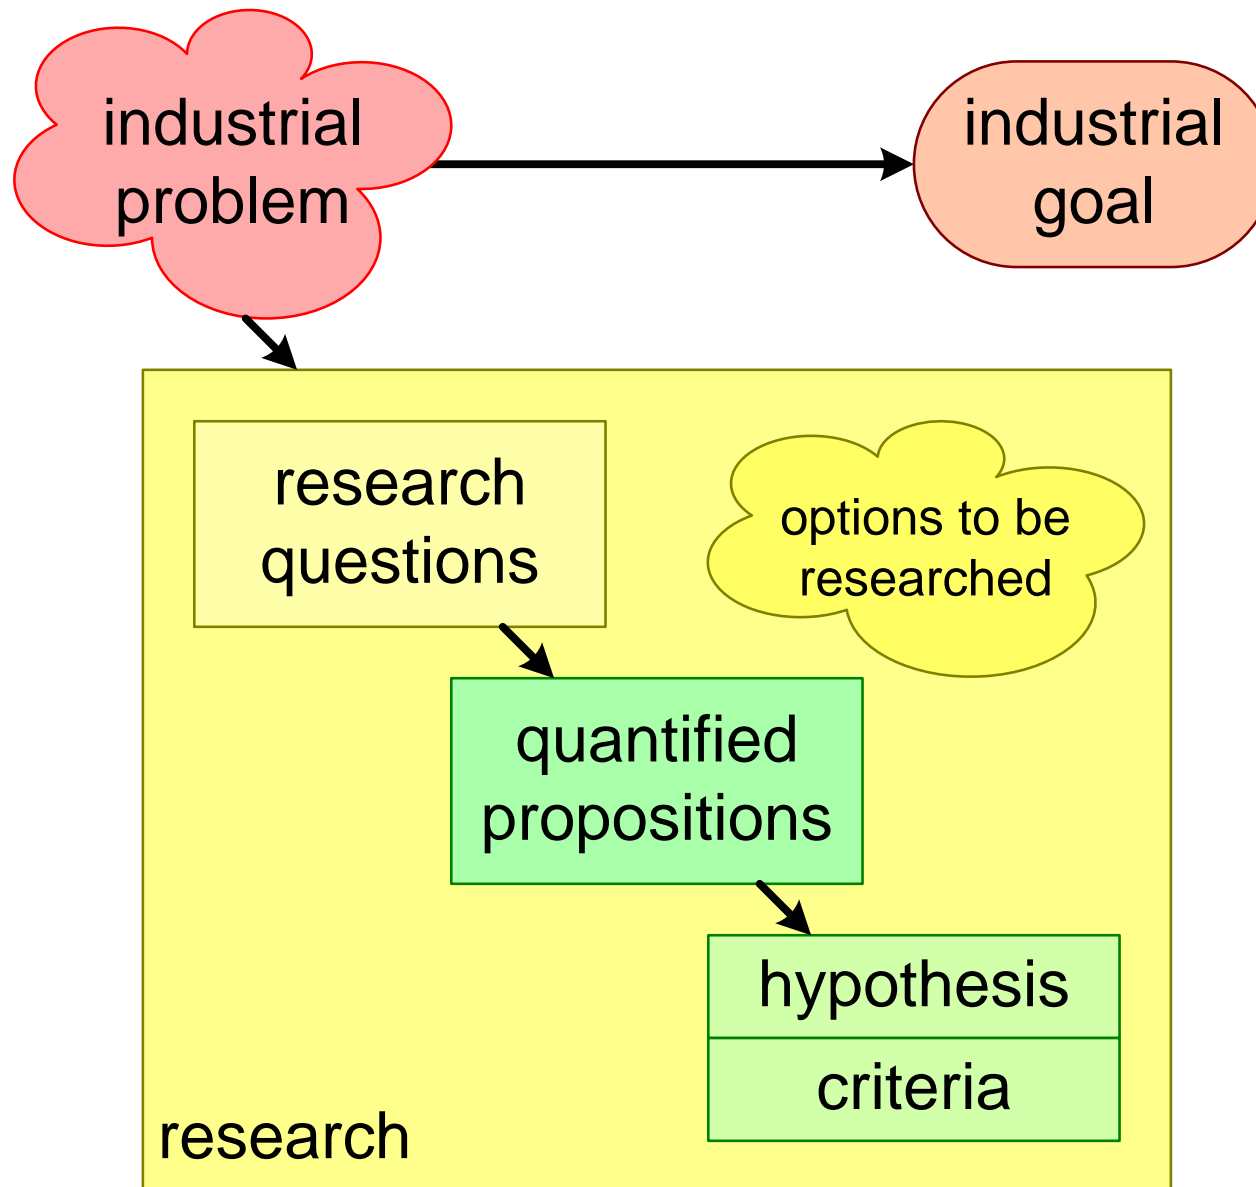 industrial
problem
industrial
goal
research
questions
options to be
researched
quantified
propositions
hypothesis
criteria
research